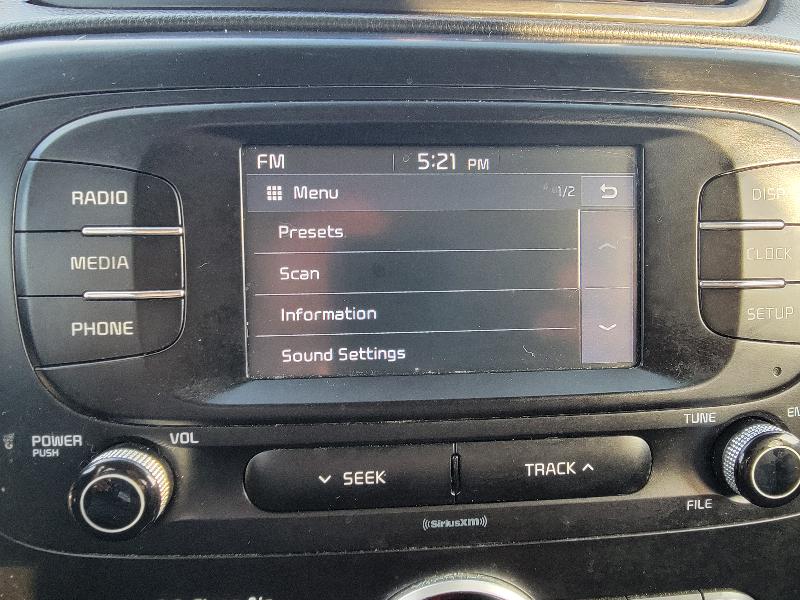 FM 5:21 PM
Menu 1/2
Presets
Scan
Information
Sound Settings
RADIO
MEDIA
PHONE
CLOCK
SETUP
POWER
PUSH
VOL
SEEK
TRACK
TUNE
FILE
((SiriusXM))